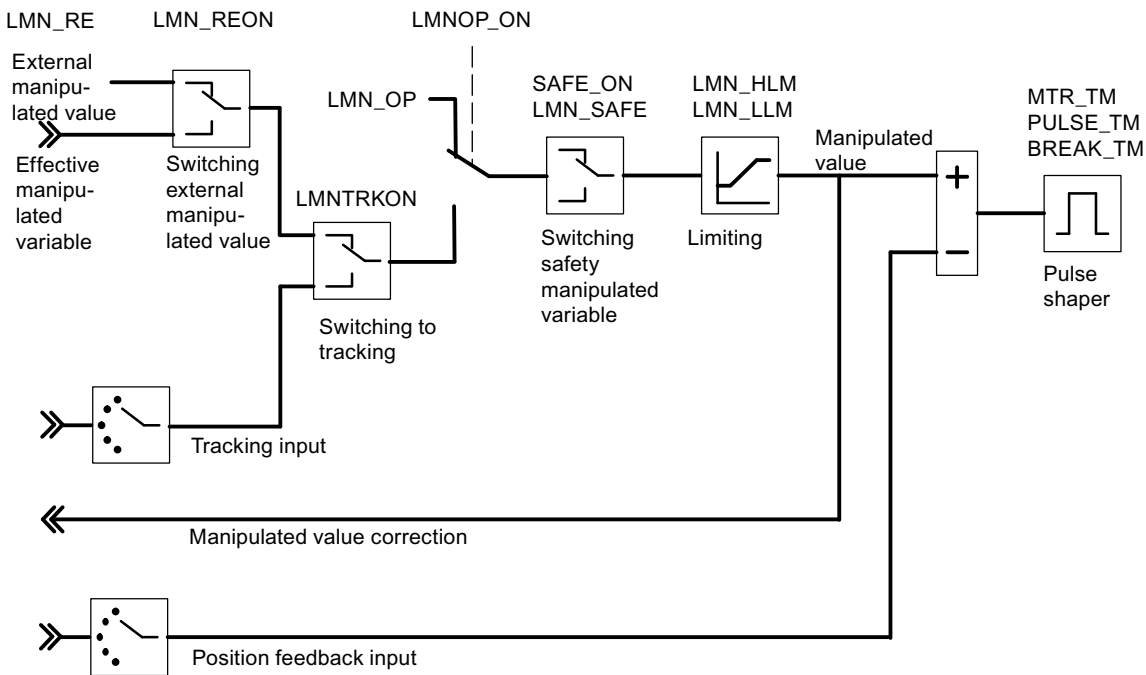 LMN_RE
LMN_REON
LMNOP_ON
External
manipu-
lated value
Effective
manipu-
lated
variable
Switching
external
manipu-
lated value
LMN_OP
LMNTRKON
Switching to
tracking
SAFE_ON
LMN_SAFE
Switching
safety
manipulated
variable
LMN_HLM
LMN_LLM
Limiting
Manipulated
value
+
−
MTR_TM
PULSE_TM
BREAK_TM
Pulse
shaper
Tracking input
Manipulated value correction
Position feedback input